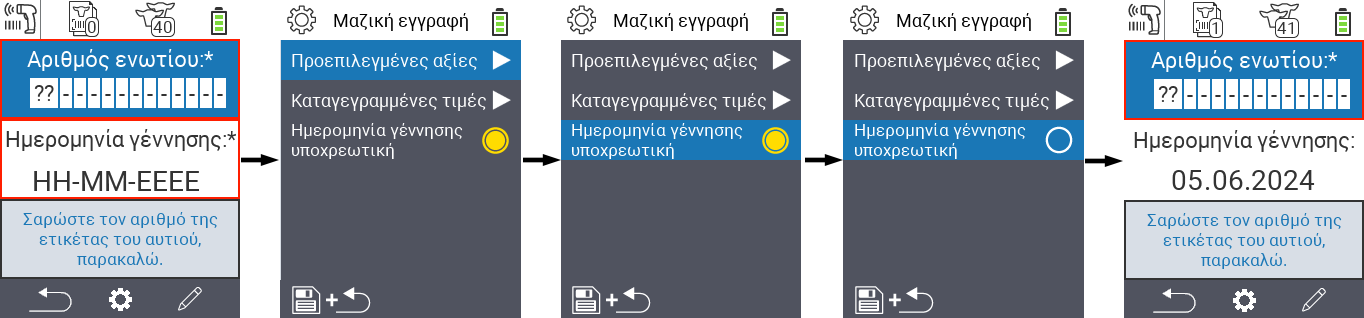 0
40
Αριθμός ενωτίου:*
??------------
Ημερομηνία γέννησης:*
ΗΗ-ΜΜ-ΕΕΕΕ
Σαρώστε τον αριθμό της
ετικέτας του αυτιού,
παρακαλώ.
Μαζική εγγραφή
Προεπιλεγμένες αξίες
Καταγεγραμμένες τιμές
Ημερομηνία γέννησης
υποχρεωτική
+
Μαζική εγγραφή
Προεπιλεγμένες αξίες
Καταγεγραμμένες τιμές
Ημερομηνία γέννησης
υποχρεωτική
+
Μαζική εγγραφή
Προεπιλεγμένες αξίες
Καταγεγραμμένες τιμές
Ημερομηνία γέννησης
υποχρεωτική
+
1
41
Αριθμός ενωτίου:*
??------------
Ημερομηνία γέννησης:
05.06.2024
Σαρώστε τον αριθμό της
ετικέτας του αυτιού,
παρακαλώ.